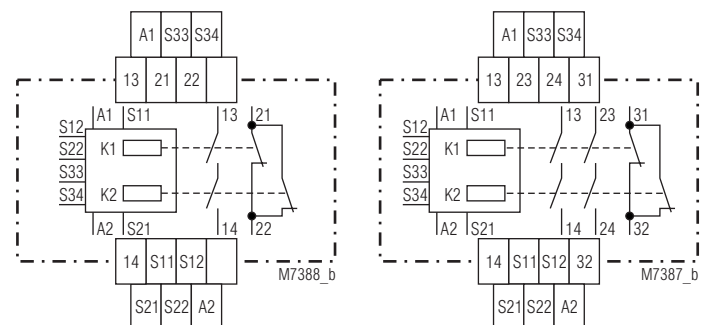 A1 S33 S34
13 21 22
A1 S11 13 21
S12
S22
S33
S34
K1
K2
A2 S21 14 22
14 S11 S12
M7388_b
S21 S22 A2
A1 S33 S34
13 23 24 31
A1 S11 13 23 31
S12
S22
S33
S34
K1
K2
A2 S21 14 24 32
14 S11 S12 32
M7387_b
S21 S22 A2